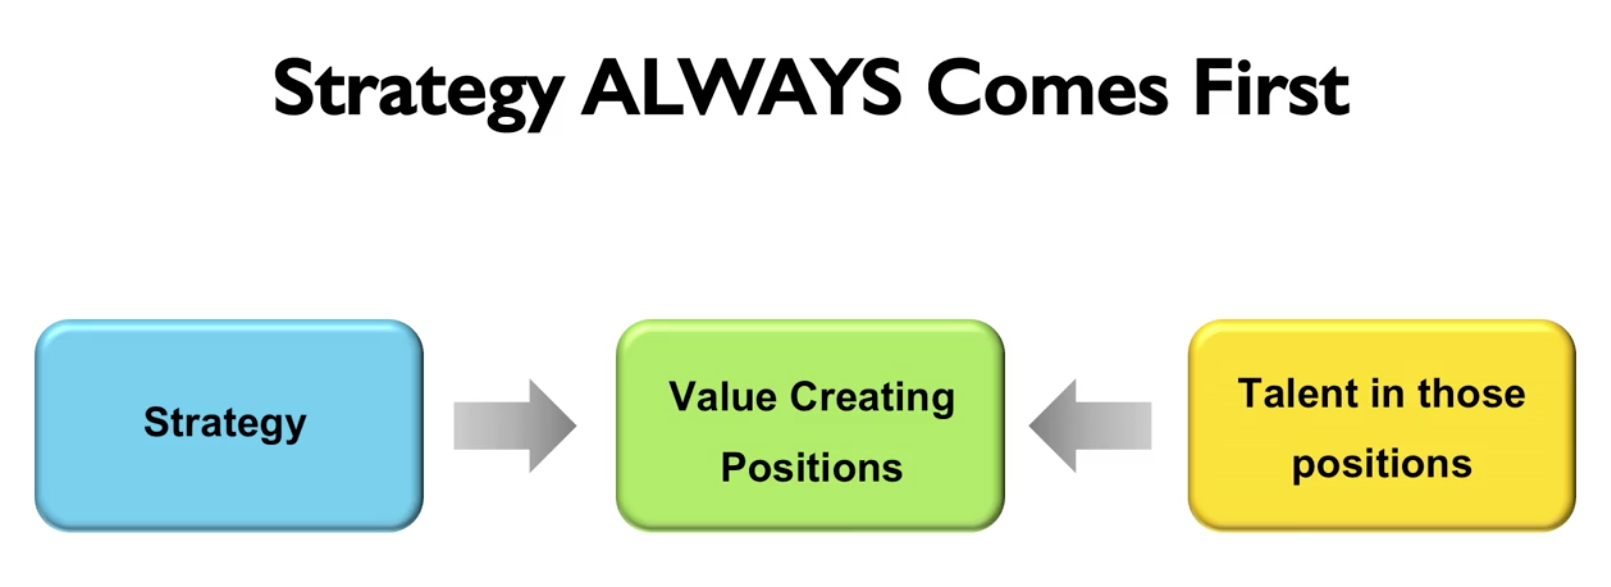 Strategy ALWAYS Comes First
Strategy
Value Creating
Positions
Talent in those
positions